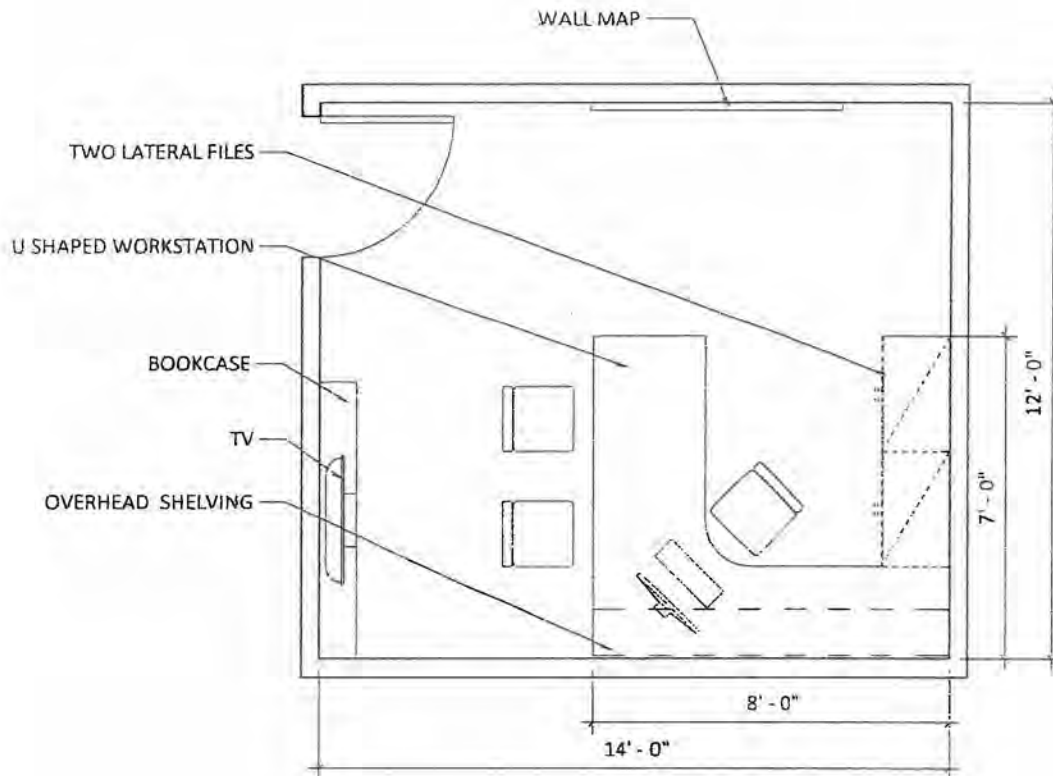 WALL MAP
TWO LATERAL FILES
U SHAPED WORKSTATION
BOOKCASE
TV
OVERHEAD SHELVING
12' - 0"
7' - 0"
8' - 0"
14' - 0"